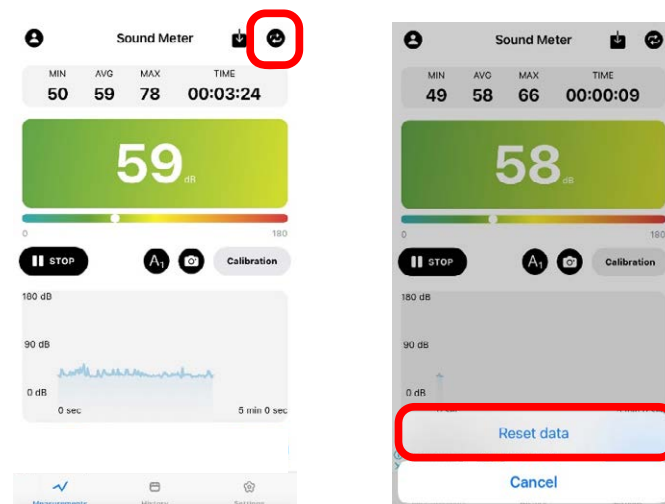 Sound Meter
MIN AVG MAX TIME
50 59 78 00:03:24
59 dB
0 180
STOP
A1
Calibration
180 dB
90 dB
0 dB
0 sec 5 min 0 sec
Sound Meter
MIN AVG MAX TIME
49 58 66 00:00:09
58 dB
0 180
STOP
A1
Calibration
180 dB
90 dB
0 dB
Reset data
Cancel